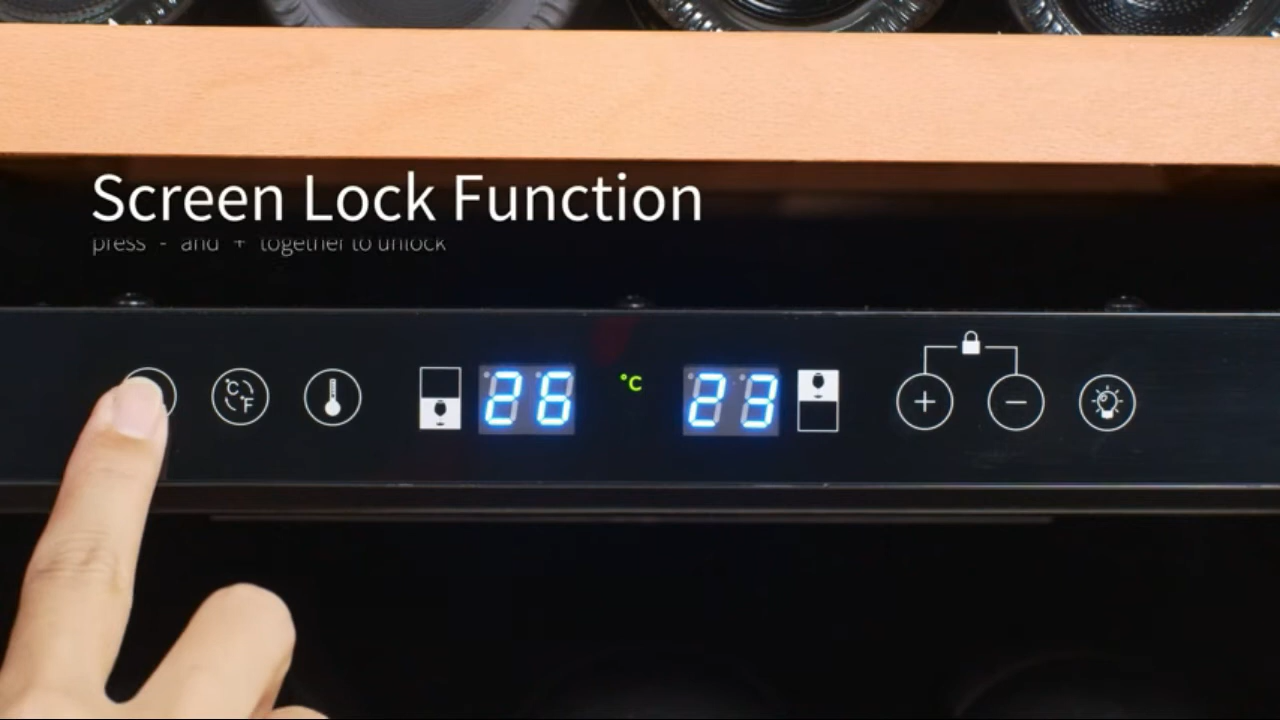 Screen Lock Function
press - and + together to unlock
°C °F 26 °C 23 + −